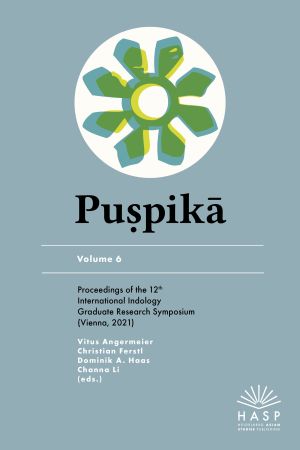 Puṣpikā
Volume 6
Proceedings of the 12th
International Indology
Graduate Research Symposium
(Vienna, 2021)
Vitus Angermeier
Christian Ferstl
Dominik A. Haas
Channa Li
(eds.)
HASP
HEIDELBERG ASIAN
STUDIES PUBLISHING